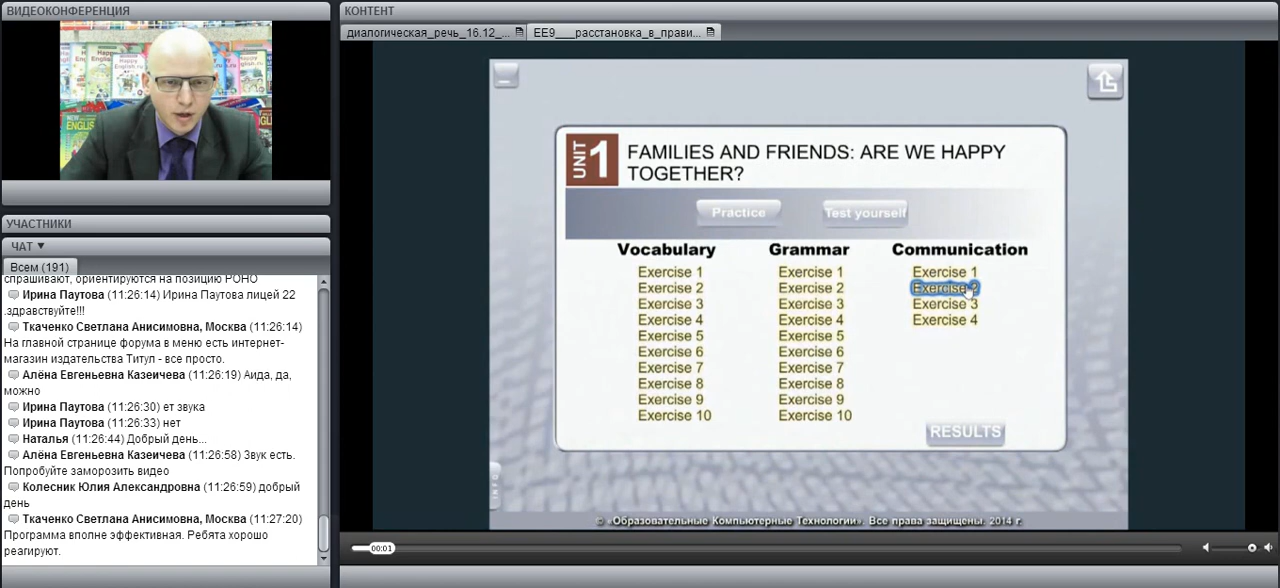 ВИДЕОКОНФЕРЕНЦИЯ
УЧАСТНИКИ
ЧАТ ▼
Всем (191)
спрашивают, ориентируются на позицию РОНО
Ирина Паутова (11:26:14) Ирина Паутова лицей 22
.здравствуйте!!!
Ткаченко Светлана Анисимовна, Москва (11:26:14)
На главной странице форума в меню есть интернет-
магазин издательства Титул - все просто.
Алёна Евгеньевна Казеичева (11:26:19) Аида, да,
можно
Ирина Паутова (11:26:30) ет звука
Ирина Паутова (11:26:33) нет
Наталья (11:26:44) Добрый день...
Алёна Евгеньевна Казеичева (11:26:58) Звук есть.
Попробуйте заморозить видео
Колесник Юлия Александровна (11:26:59) добрый
день
Ткаченко Светлана Анисимовна, Москва (11:27:20)
Программа вполне эффективная. Ребята хорошо
реагируют.
КОНТЕНТ
диалогическая_речь_16.12_... EE9___расстановка_в_прави...
UNIT 1
FAMILIES AND FRIENDS: ARE WE HAPPY
TOGETHER?
Practice Test yourself
Vocabulary Grammar Communication
Exercise 1 Exercise 1 Exercise 1
Exercise 2 Exercise 2 Exercise 2
Exercise 3 Exercise 3 Exercise 3
Exercise 4 Exercise 4 Exercise 4
Exercise 5 Exercise 5
Exercise 6 Exercise 6
Exercise 7 Exercise 7
Exercise 8 Exercise 8
Exercise 9 Exercise 9
Exercise 10 Exercise 10
RESULTS
INFO
© «Образовательные Компьютерные Технологии». Все права защищены. 2014 г.
00:01